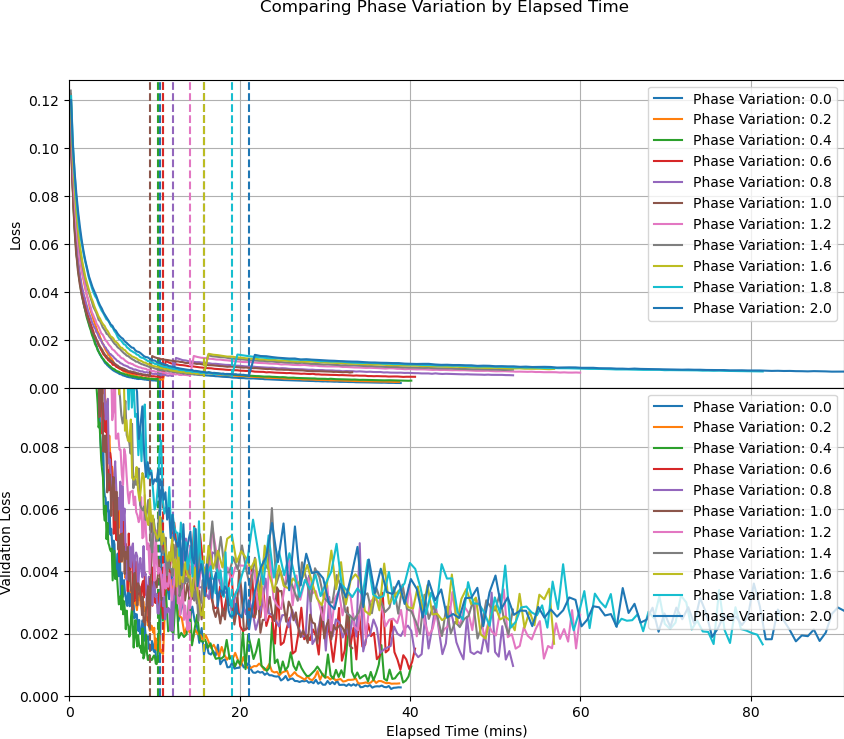 Comparing Phase Variation by Elapsed Time
0.12
0.10
0.08
0.06
0.04
0.02
0.00
Loss
Phase Variation: 0.0
Phase Variation: 0.2
Phase Variation: 0.4
Phase Variation: 0.6
Phase Variation: 0.8
Phase Variation: 1.0
Phase Variation: 1.2
Phase Variation: 1.4
Phase Variation: 1.6
Phase Variation: 1.8
Phase Variation: 2.0
0.008
0.006
0.004
0.002
0.000
Validation Loss
Phase Variation: 0.0
Phase Variation: 0.2
Phase Variation: 0.4
Phase Variation: 0.6
Phase Variation: 0.8
Phase Variation: 1.0
Phase Variation: 1.2
Phase Variation: 1.4
Phase Variation: 1.6
Phase Variation: 1.8
Phase Variation: 2.0
0 20 40 60 80
Elapsed Time (mins)